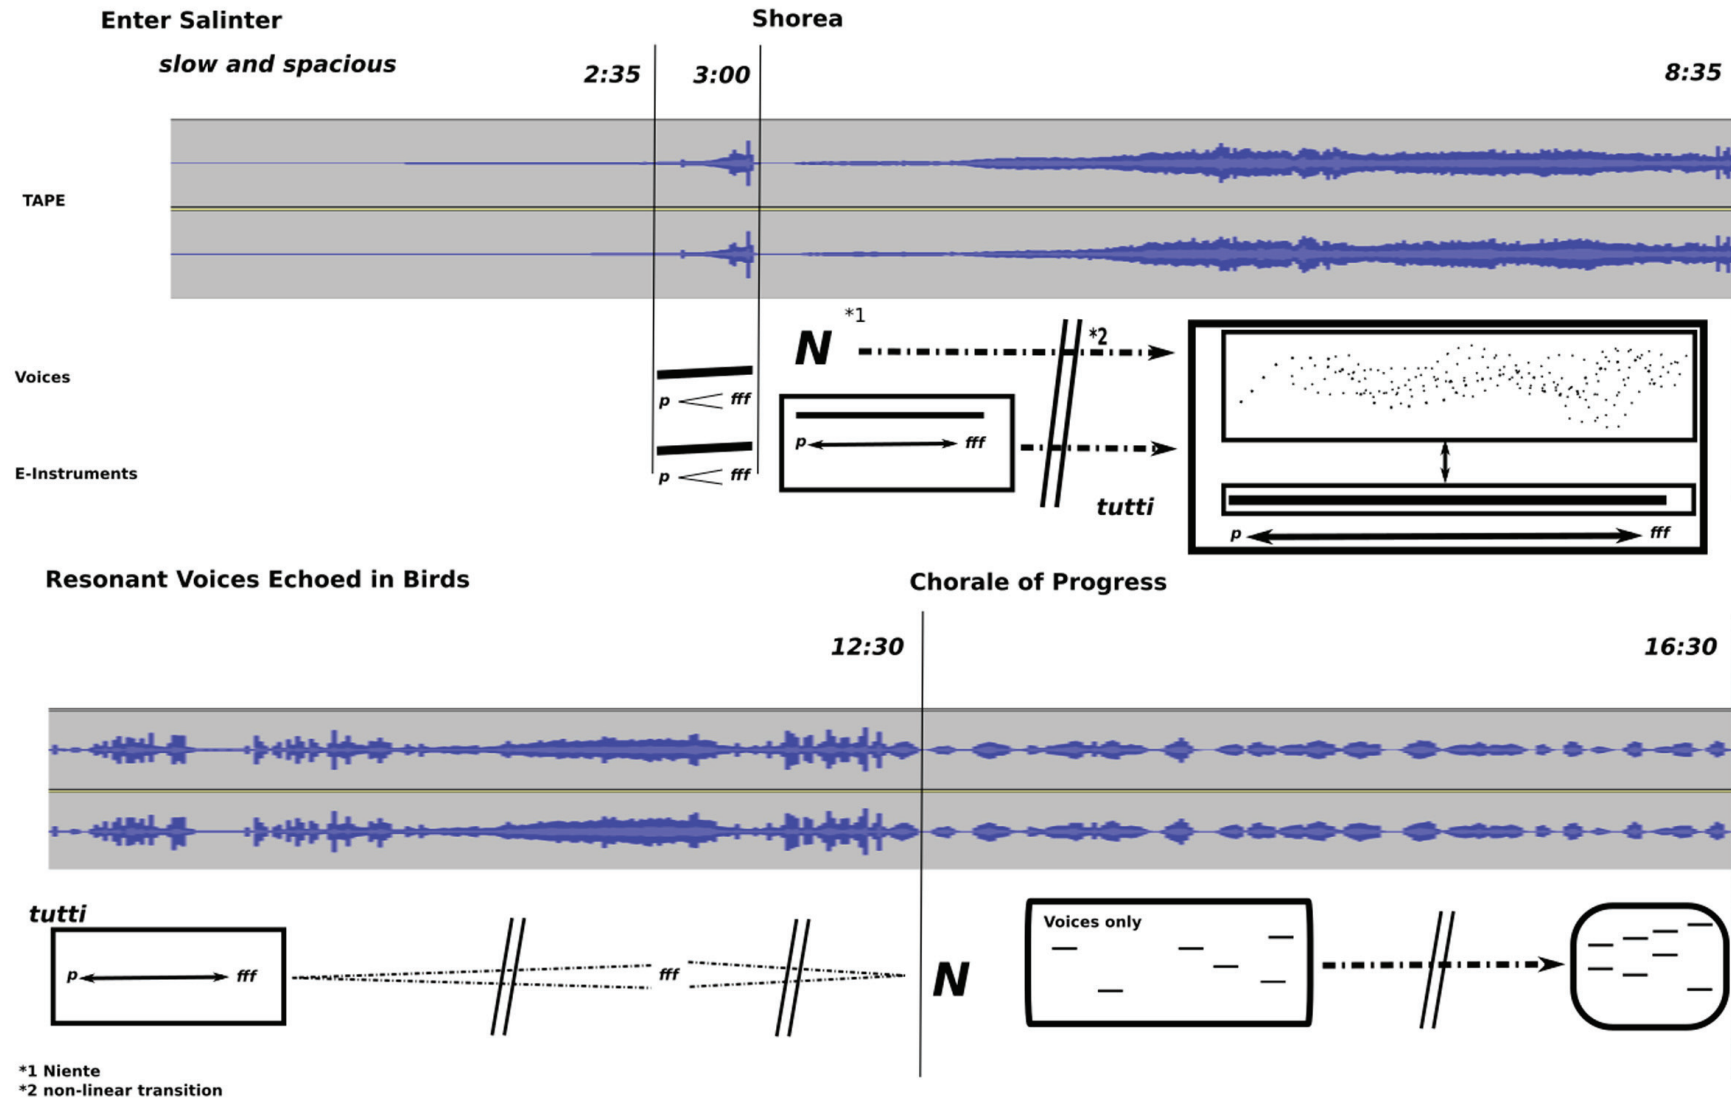 Enter Salinter
Shorea
slow and spacious
2:35
3:00
8:35
TAPE
N *1
*2
Voices
p fff
p fff
E-Instruments
p fff
tutti
p fff
Resonant Voices Echoed in Birds
Chorale of Progress
12:30
16:30
tutti
p fff
fff
N
Voices only
*1 Niente
*2 non-linear transition